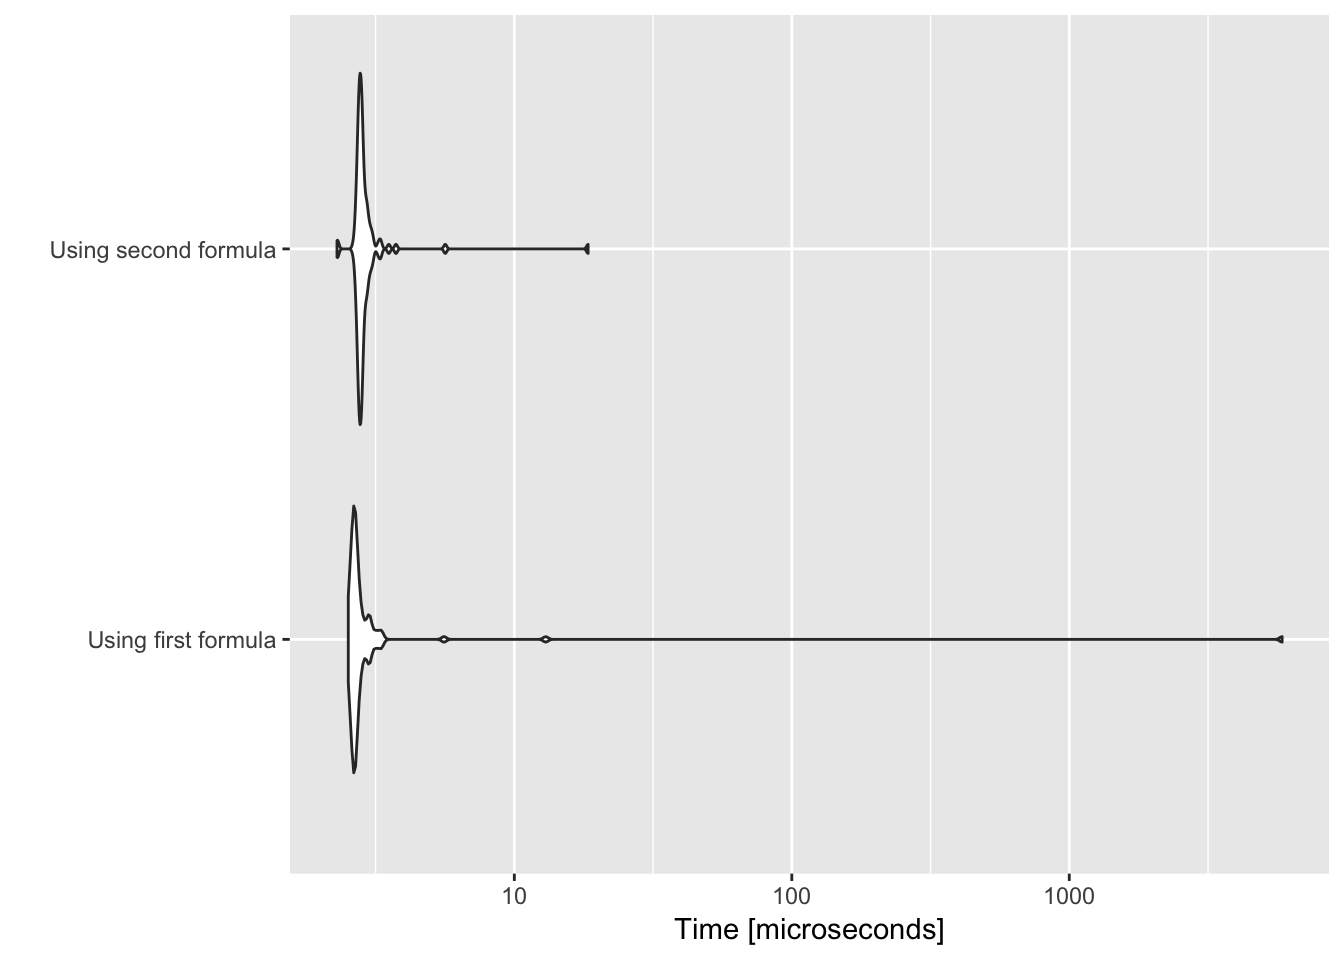 Using second formula
Using first formula
10 100 1000
Time [microseconds]